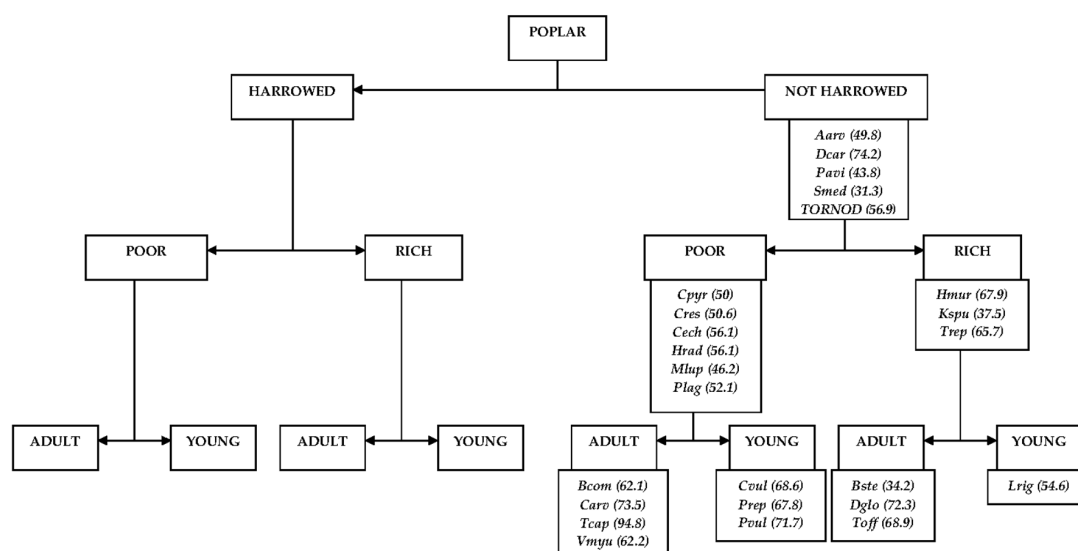 POPLAR
HARROWED
NOT HARROWED
Aarv (49.8)
Dcar (74.2)
Pavi (43.8)
Smed (31.3)
TORNOD (56.9)
POOR
RICH
POOR
Cpyr (50)
Cres (50.6)
Cech (56.1)
Hrad (56.1)
Mlup (46.2)
Plag (52.1)
RICH
Hmur (67.9)
Kspu (37.5)
Trep (65.7)
ADULT
YOUNG
ADULT
YOUNG
ADULT
Bcom (62.1)
Carv (73.5)
Tcap (94.8)
Vmyu (62.2)
YOUNG
Cvul (68.6)
Prep (67.8)
Pvul (71.7)
ADULT
Bste (34.2)
Dglo (72.3)
Toff (68.9)
YOUNG
Lrig (54.6)